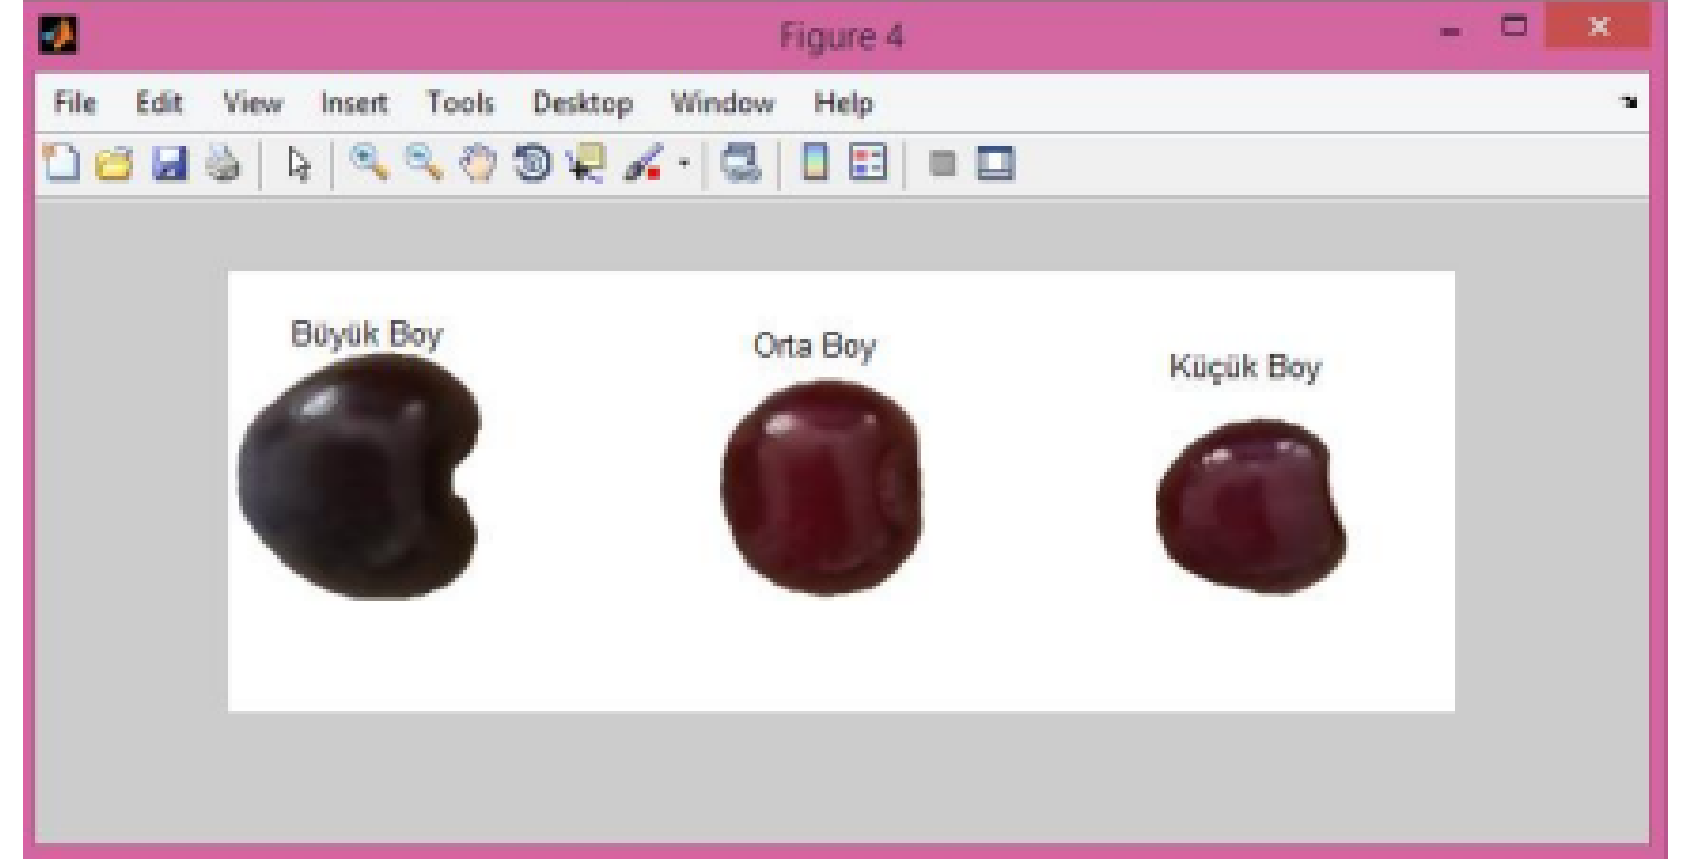 Figure 4
File Edit View Insert Tools Desktop Window Help
Büyük Boy
Orta Boy
Küçük Boy